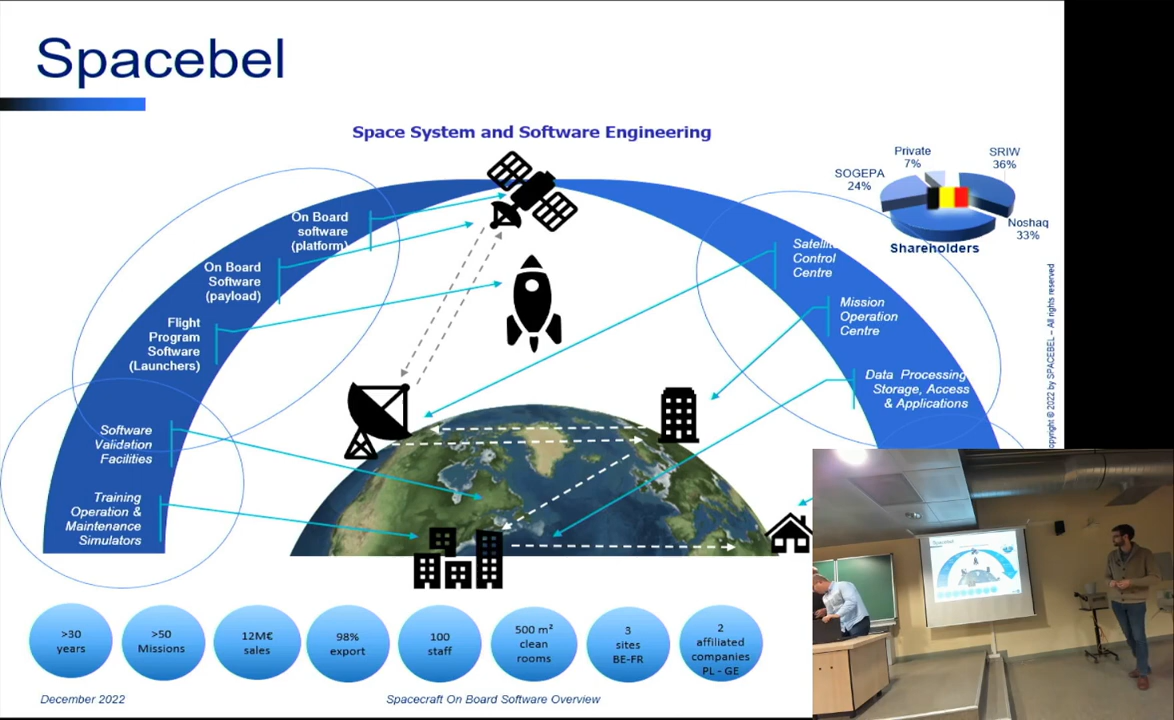 Spacebel
Space System and Software Engineering
Private
7%
SRIW
36%
SOGEPA
24%
Noshaq
33%
Shareholders
On Board
software
(platform)
On Board
Software
(payload)
Flight
Program
Software
(Launchers)
Software
Validation
Facilities
Training
Operation &
Maintenance
Simulators
Satellite
Control
Centre
Mission
Operation
Centre
Data Processing,
Storage, Access
& Applications
copyright © 2022 by SPACEBEL – All rights reserved
>30
years
>50
Missions
12M€
sales
98%
export
100
staff
500 m²
clean
rooms
3
sites
BE-FR
2
affiliated
companies
PL - GE
December 2022
Spacecraft On Board Software Overview
Spacebel